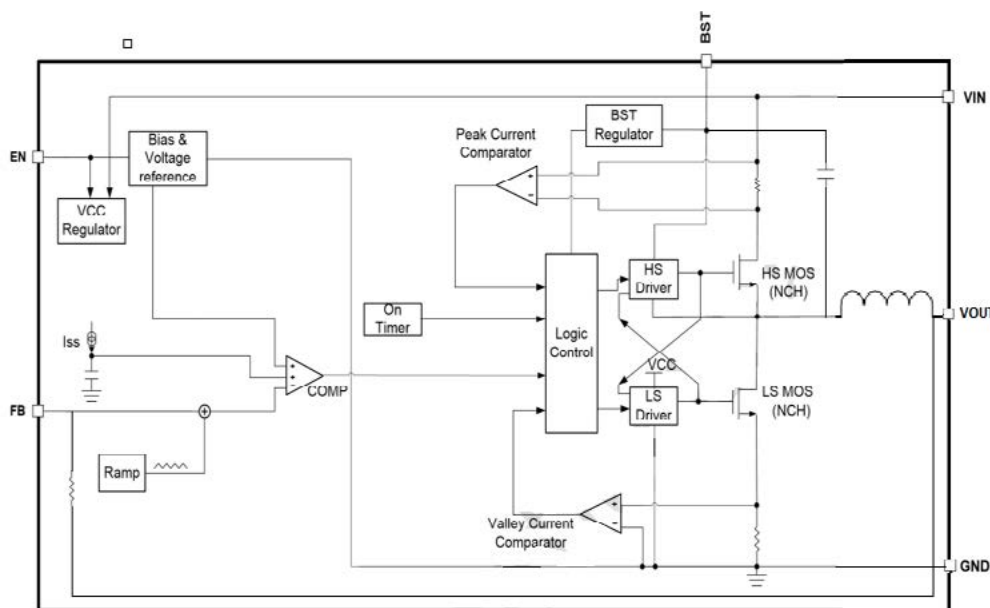 BST
VIN
BST
Regulator
Peak Current
Comparator
Bias &
Voltage
reference
EN
VCC
Regulator
HS
Driver
HS MOS
(NCH)
On
Timer
Logic
Control
VOUT
Iss
VCC
COMP
LS
Driver
LS MOS
(NCH)
FB
Ramp
Valley Current
Comparator
GND
+
-
+
+
-
+
-